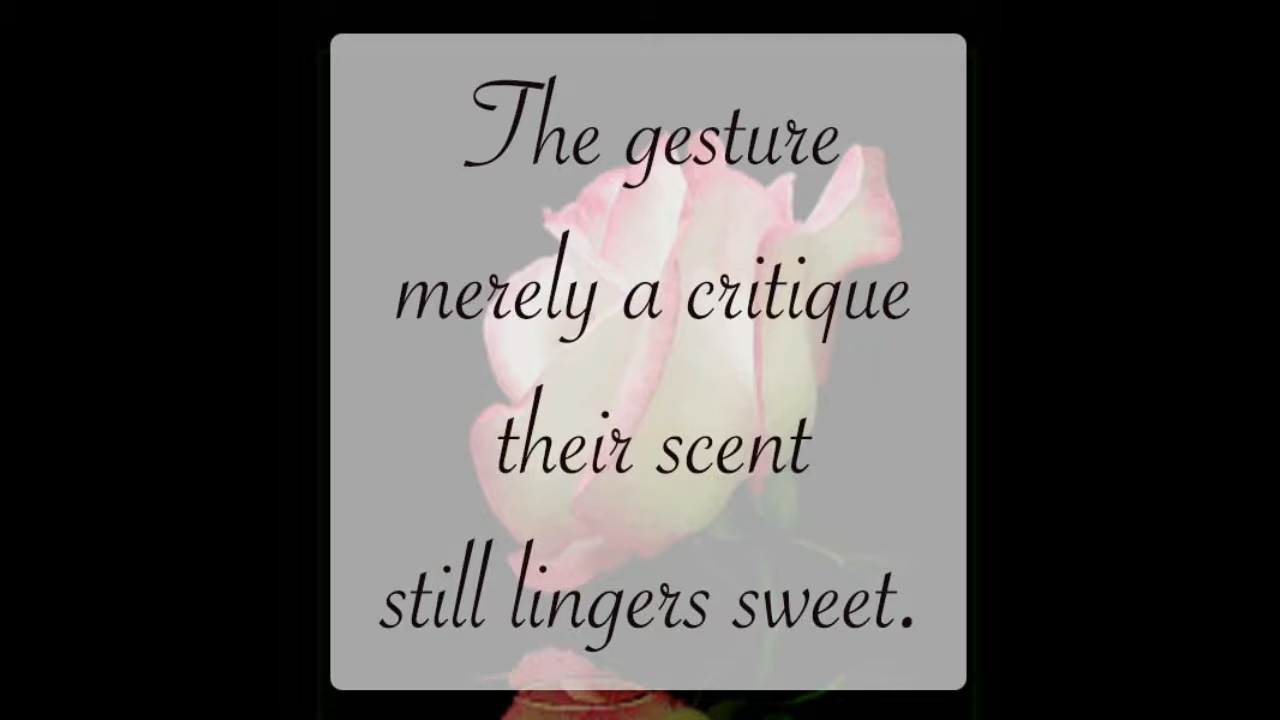 The gesture
merely a critique
their scent
still lingers sweet.